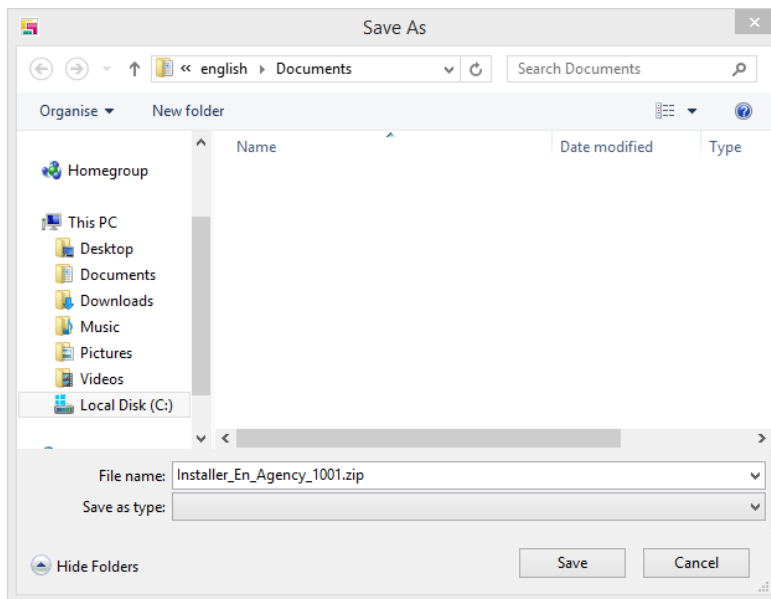 Save As
« english Documents
Search Documents
Organise New folder
Name Date modified Type
Homegroup
This PC
Desktop
Documents
Downloads
Music
Pictures
Videos
Local Disk (C:)
File name: Installer_En_Agency_1001.zip
Save as type:
Hide Folders Save Cancel